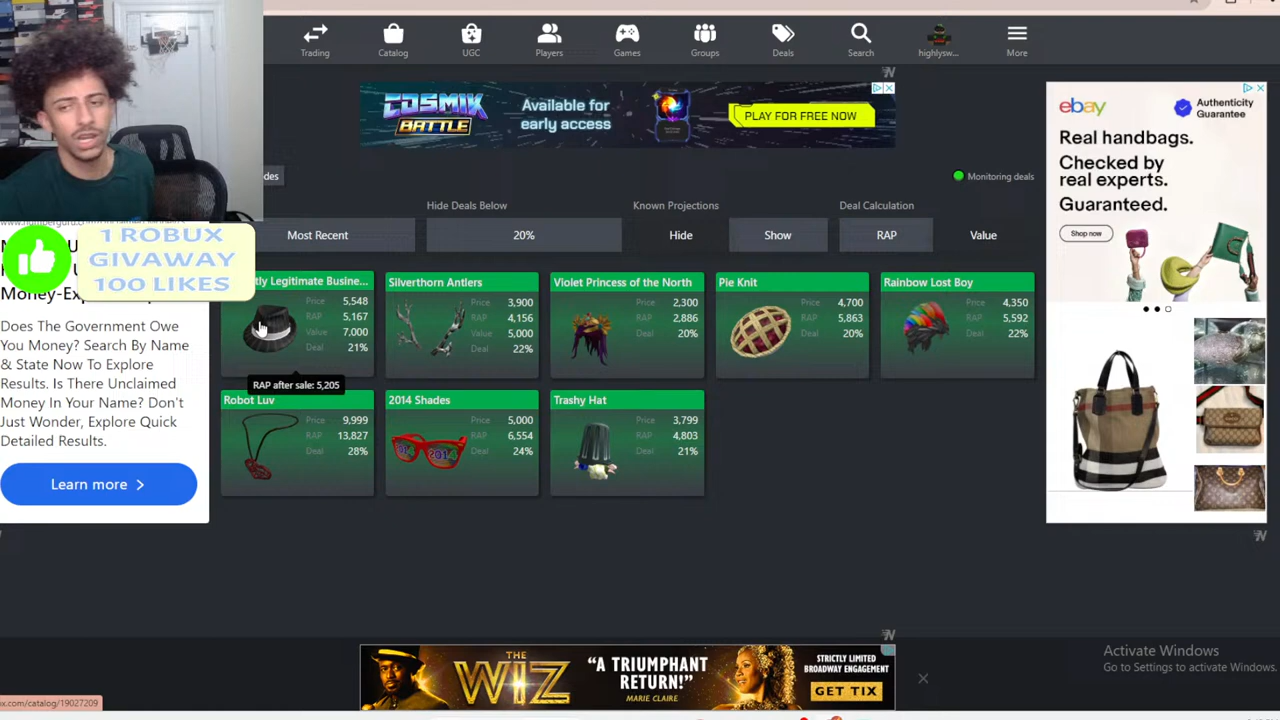 Trading
Catalog
UGC
Players
Games
Groups
Deals
Search
highlysw...
More
COSMIK
BATTLE
Available for
early access
PLAY FOR FREE NOW
ebay
Authenticity
Guarantee
Real handbags.
Checked by
real experts.
Guaranteed.
Shop now
des
Monitoring deals
Hide Deals Below
Known Projections
Deal Calculation
Most Recent
20%
Hide
Show
RAP
Value
1 ROBUX
GIVAWAY
100 LIKES
Does The Government Owe
You Money? Search By Name
& State Now To Explore
Results. Is There Unclaimed
Money In Your Name? Don't
Just Wonder, Explore Quick
Detailed Results.
Learn more >
tly Legitimate Busine...
Price 5,548
RAP 5,167
Value 7,000
Deal 21%
RAP after sale: 5,205
Silverthorn Antlers
Price 3,900
RAP 4,156
Value 5,000
Deal 22%
Violet Princess of the North
Price 2,300
RAP 2,886
Deal 20%
Pie Knit
Price 4,700
RAP 5,863
Deal 20%
Rainbow Lost Boy
Price 4,350
RAP 5,592
Deal 22%
Robot Luv
Price 9,999
RAP 13,827
Deal 28%
2014 Shades
Price 5,000
RAP 6,554
Deal 24%
Trashy Hat
Price 3,799
RAP 4,803
Deal 21%
THE
WIZ
"A TRIUMPHANT
RETURN!"
MARIE CLAIRE
STRICTLY LIMITED
BROADWAY ENGAGEMENT
GET TIX
Activate Windows
Go to Settings to activate Windows.
ox.com/catalog/19027209